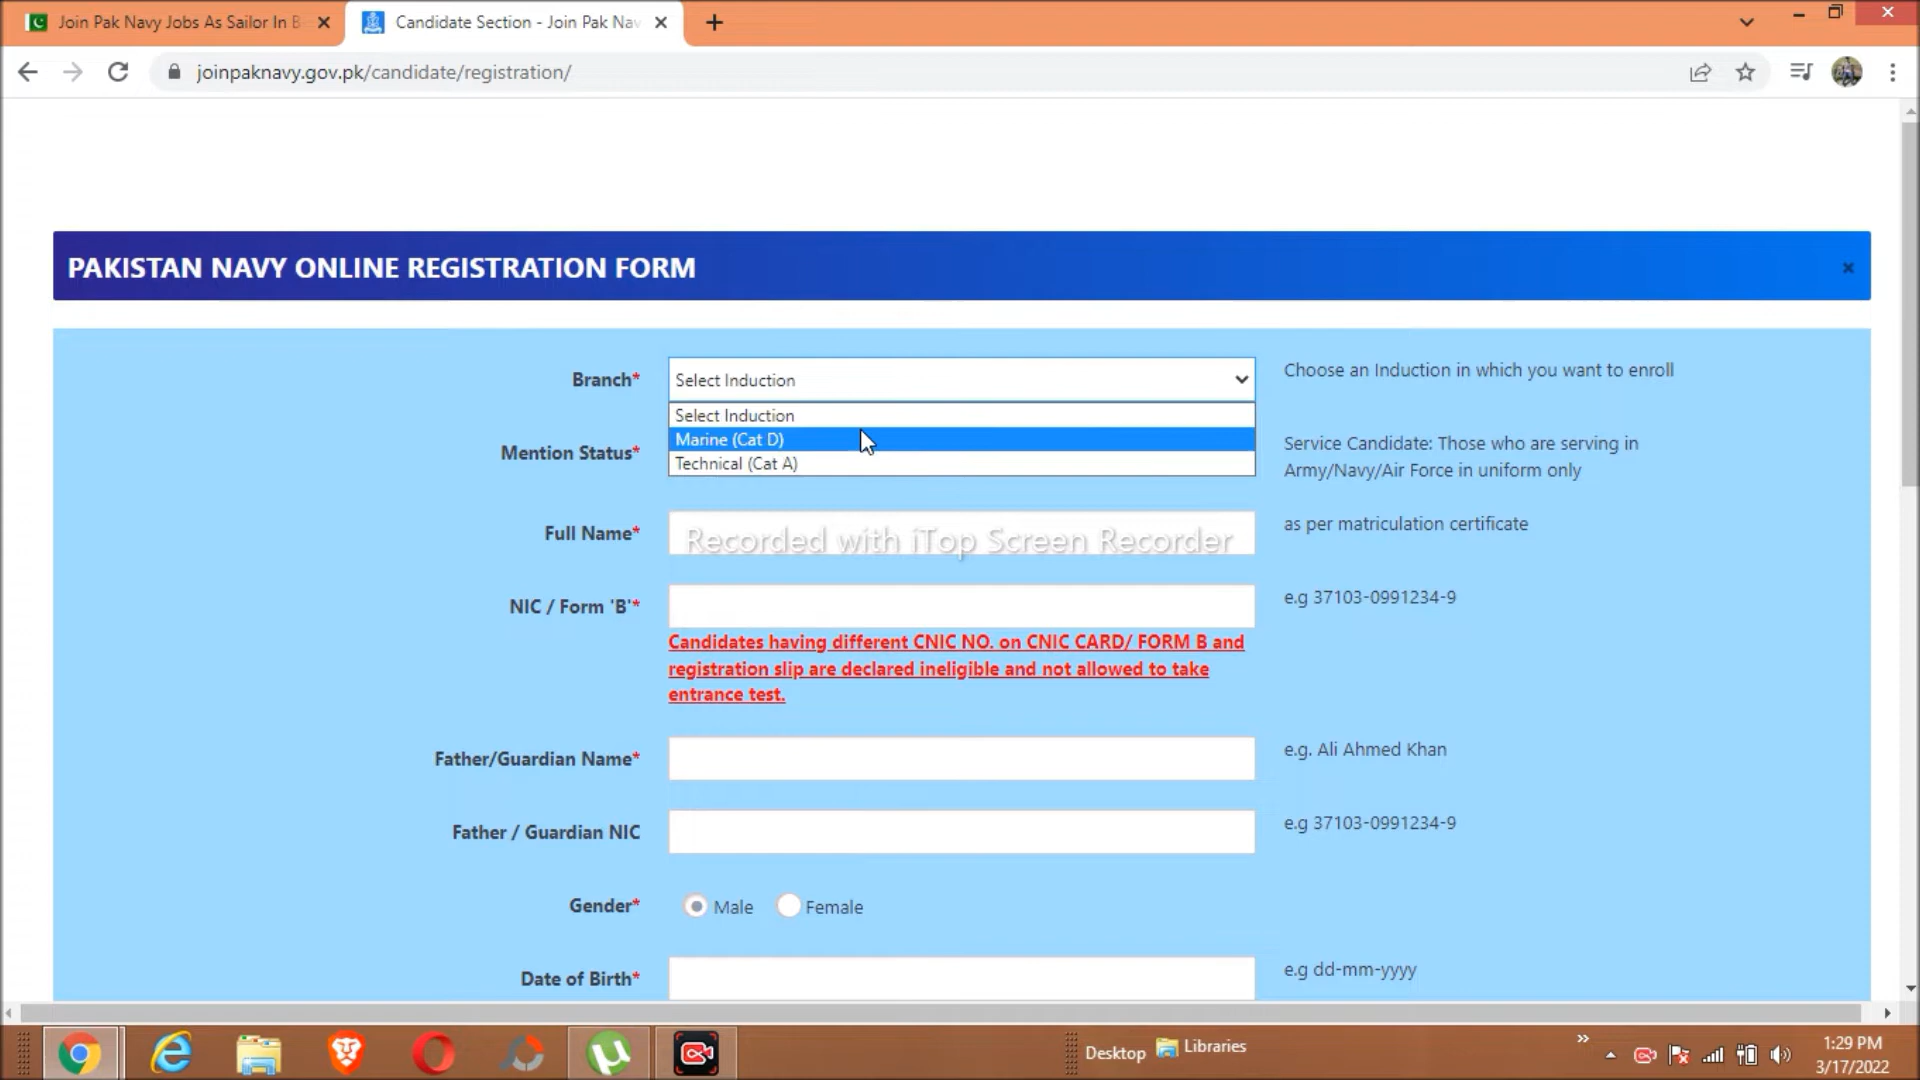 Join Pak Navy Jobs As Sailor In B
Candidate Section - Join Pak Nav
joinpaknavy.gov.pk/candidate/registration/
PAKISTAN NAVY ONLINE REGISTRATION FORM
Branch*
Select Induction
Choose an Induction in which you want to enroll
Select Induction
Marine (Cat D)
Technical (Cat A)
Mention Status*
Service Candidate: Those who are serving in
Army/Navy/Air Force in uniform only
Full Name*
Recorded with iTop Screen Recorder
as per matriculation certificate
NIC / Form 'B'*
e.g 37103-0991234-9
Candidates having different CNIC NO. on CNIC CARD/ FORM B and
registration slip are declared ineligible and not allowed to take
entrance test.
Father/Guardian Name*
e.g. Ali Ahmed Khan
Father / Guardian NIC
e.g 37103-0991234-9
Gender*
Male
Female
Date of Birth*
e.g dd-mm-yyyy
Desktop
Libraries
1:29 PM
3/17/2022